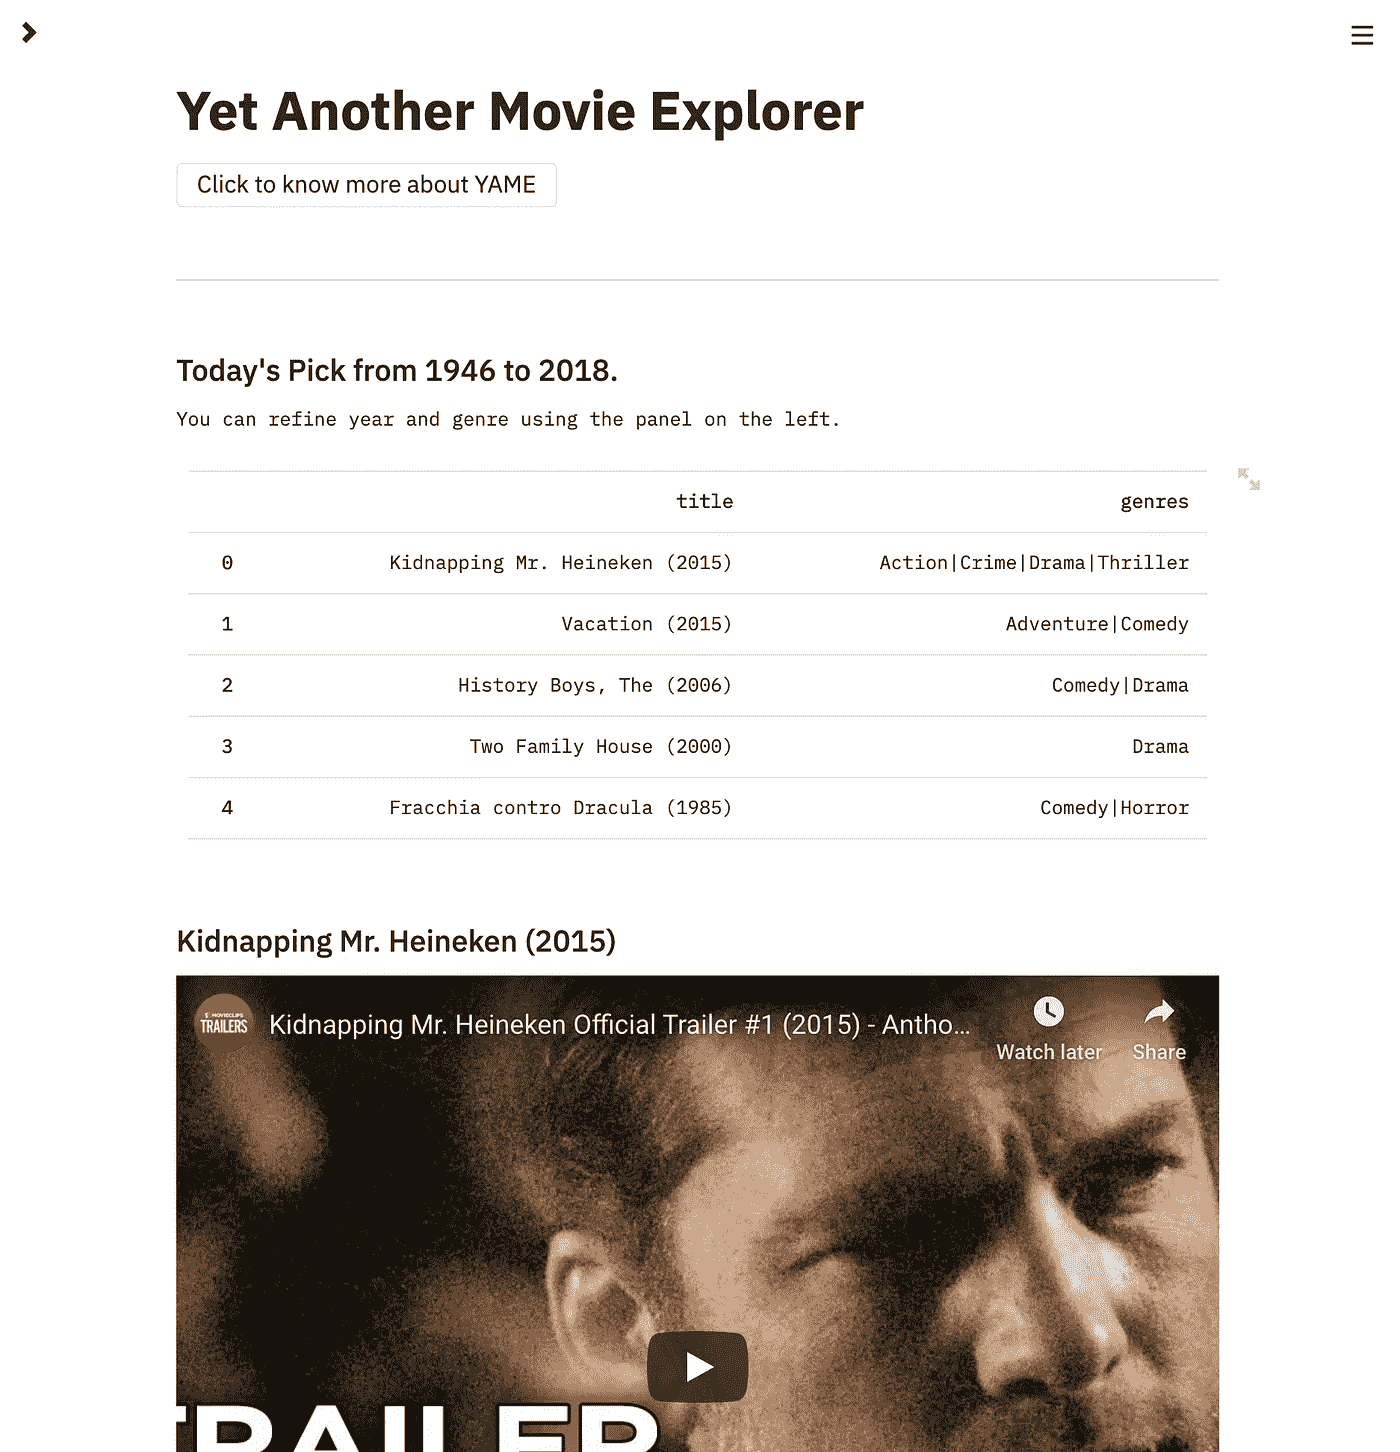 Yet Another Movie Explorer
Click to know more about YAME
Today's Pick from 1946 to 2018.
You can refine year and genre using the panel on the left.
title genres
0 Kidnapping Mr. Heineken (2015) Action|Crime|Drama|Thriller
1 Vacation (2015) Adventure|Comedy
2 History Boys, The (2006) Comedy|Drama
3 Two Family House (2000) Drama
4 Fracchia contro Dracula (1985) Comedy|Horror
Kidnapping Mr. Heineken (2015)
MOVIECLIPS
TRAILERS
Kidnapping Mr. Heineken Official Trailer #1 (2015) - Antho...
Watch later Share
TRAILER